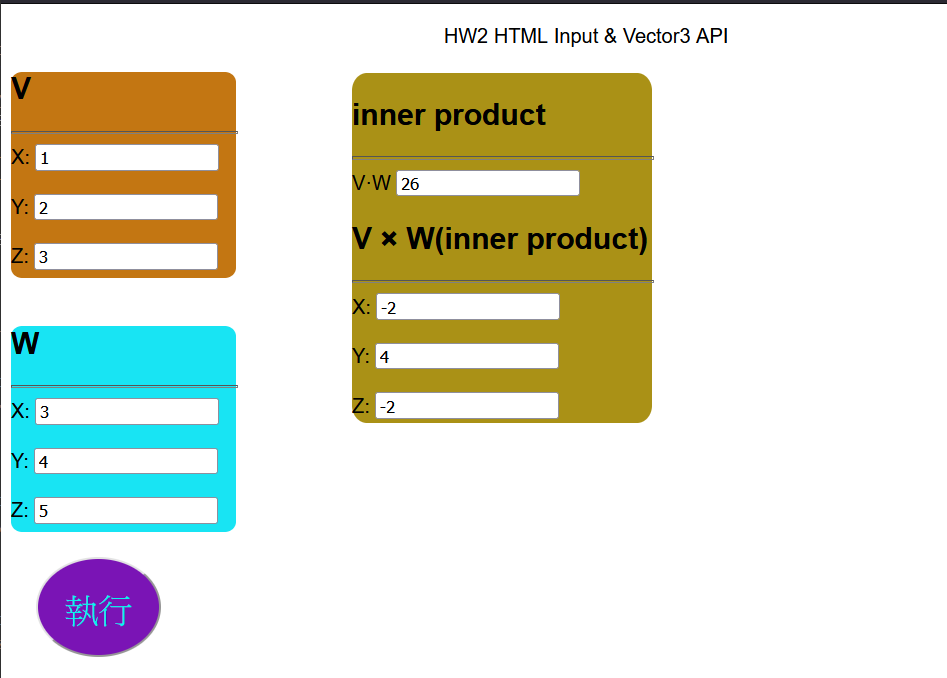 HW2 HTML Input & Vector3 API
V
X: 1
Y: 2
Z: 3
W
X: 3
Y: 4
Z: 5
執行
inner product
V·W 26
V × W(inner product)
X: -2
Y: 4
Z: -2